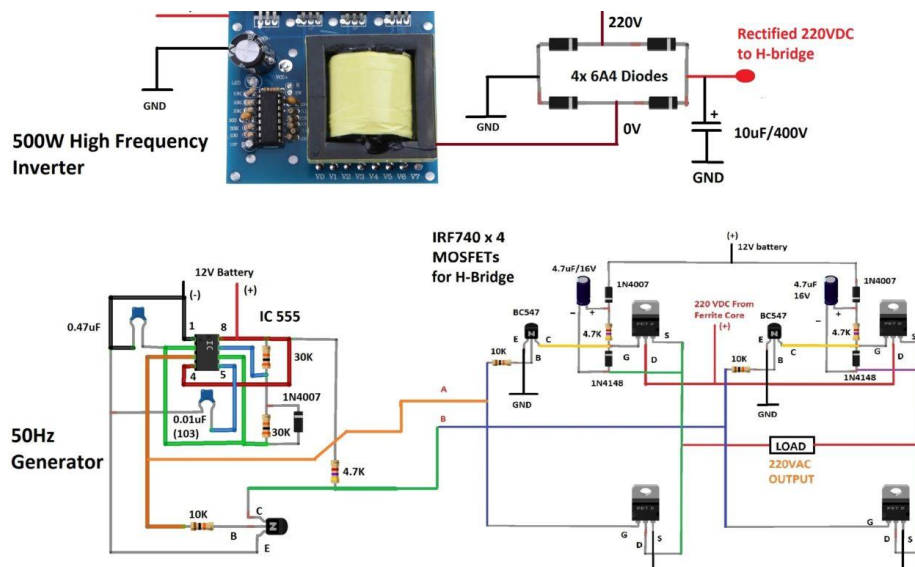 GND
500W High Frequency
Inverter
V0 V1 V2 V3 V4 V5 V6 V7
220V
4x 6A4 Diodes
GND
0V
Rectified 220VDC
to H-bridge
+
10uF/400V
GND
IRF740 x 4
MOSFETs
for H-Bridge
(+)
12V battery
12V Battery
(-)
(+)
IC 555
0.47uF
1
8
4
5
30K
0.01uF
(103)
1N4007
30K
50Hz
Generator
4.7K
10K
C
B
E
A
B
4.7uF/16V
1N4007
BC547
E
C
B
10K
GND
- +
4.7K
G
D
S
1N4148
220 VDC From
Ferrite Core
(+)
4.7uF
16V
1N4007
BC547
E
C
B
10K
GND
- +
4.7K
G
D
S
1N4148
LOAD
220VAC
OUTPUT
G
D
S
G
D
S